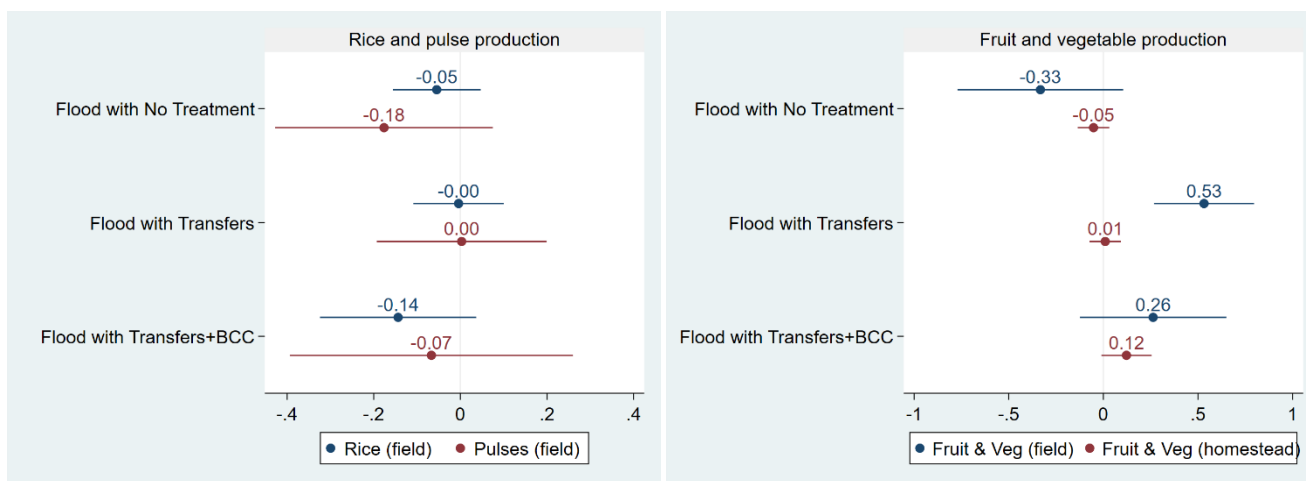 Rice and pulse production
-0.05
Flood with No Treatment
-0.18
-0.00
Flood with Transfers
0.00
-0.14
Flood with Transfers+BCC
-0.07
-.4 -.2 0 .2 .4
Rice (field) Pulses (field)
Fruit and vegetable production
-0.33
Flood with No Treatment
-0.05
0.53
Flood with Transfers
0.01
0.26
Flood with Transfers+BCC
0.12
-1 -.5 0 .5 1
Fruit & Veg (field) Fruit & Veg (homestead)